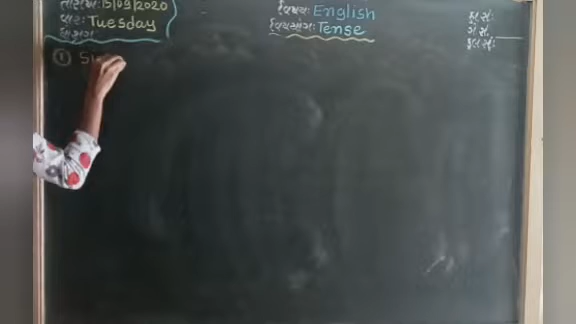 તારીખ: 15/09/2020
વાર: Tuesday
વિષય: English
વિષયાંગ: Tense
કુ.સં:
ગે.સં.
કુલ સં:
① Si